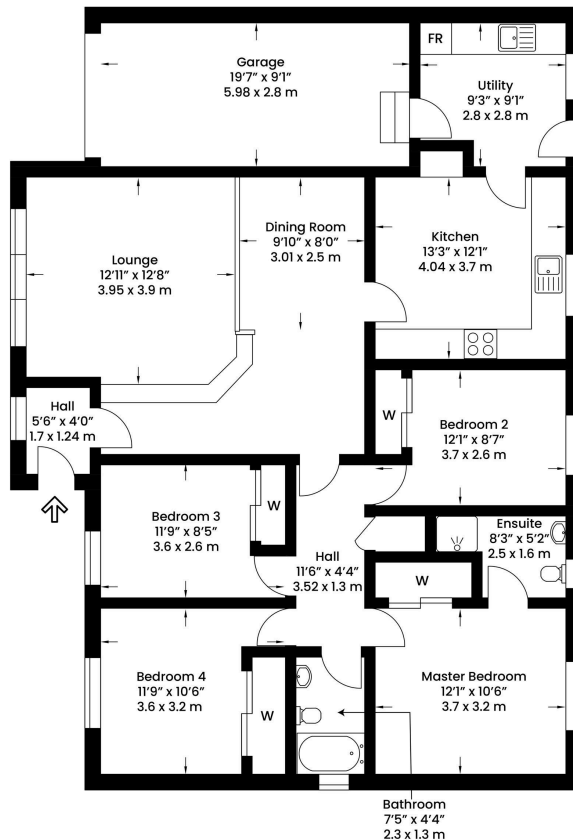 Garage
19'7" x 9'1"
5.98 x 2.8 m
FR
Utility
9'3" x 9'1"
2.8 x 2.8 m
Lounge
12'11" x 12'8"
3.95 x 3.9 m
Dining Room
9'10" x 8'0"
3.01 x 2.5 m
Kitchen
13'3" x 12'1"
4.04 x 3.7 m
Hall
5'6" x 4'0"
1.7 x 1.24 m
W
Bedroom 2
12'1" x 8'7"
3.7 x 2.6 m
Bedroom 3
11'9" x 8'5"
3.6 x 2.6 m
W
Hall
11'6" x 4'4"
3.52 x 1.3 m
Ensuite
8'3" x 5'2"
2.5 x 1.6 m
W
Bedroom 4
11'9" x 10'6"
3.6 x 3.2 m
W
Master Bedroom
12'1" x 10'6"
3.7 x 3.2 m
Bathroom
7'5" x 4'4"
2.3 x 1.3 m